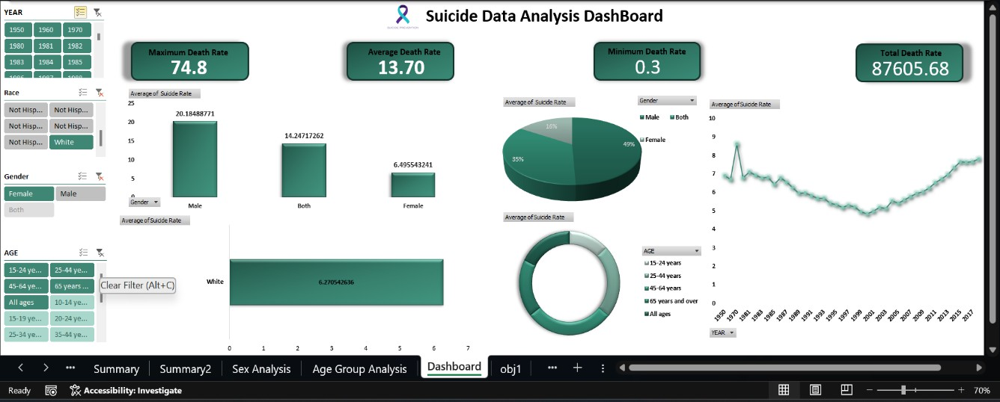 YEAR
1950 1960 1970
1980 1981 1982
1983 1984 1985
1986 1987 1988
Race
Not Hisp... Not Hisp...
Not Hisp... Not Hisp...
Not Hisp... White
Gender
Female Male
Both
AGE
15-24 ye... 25-44 ye...
45-64 ye... 65 years ...
All ages 10-14 ye...
15-19 ye... 20-24 ye...
25-34 ye... 35-44 ye...
Clear Filter (Alt+C)
SUICIDE PREVENTION
Suicide Data Analysis DashBoard
Maximum Death Rate
74.8
Average Death Rate
13.70
Minimum Death Rate
0.3
Total Death Rate
87605.68
Average of Suicide Rate
25
20
15
10
5
0
20.18488771
14.24717262
6.495543241
Male Both Female
Gender
Average of Suicide Rate
White
6.270542636
0 1 2 3 4 5 6 7
Average of Suicide Rate
Gender
Male Both
Female
16%
49%
35%
Average of Suicide Rate
AGE
15-24 years
25-44 years
45-64 years
65 years and over
All ages
Average of Suicide Rate
10
9
8
7
6
5
4
3
2
1
0
1950 1970 1981 1983 1985 1987 1989 1991 1993 1995 1997 1999 2001 2003 2005 2007 2009 2011 2013 2015 2017
YEAR
Summary Summary2 Sex Analysis Age Group Analysis Dashboard obj1
Ready Accessibility: Investigate 70%